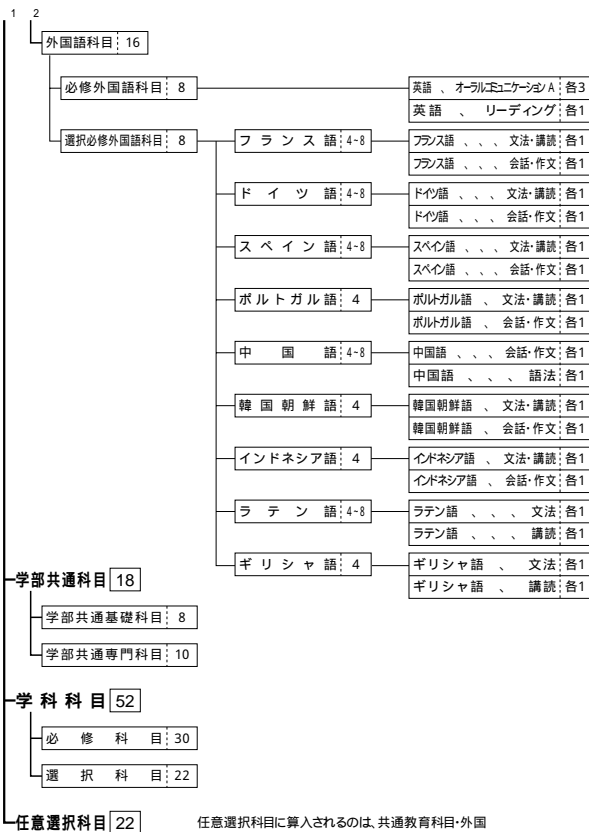 1 2
外国語科目 16
必修外国語科目 8
英語 、 オーラルコミュニケーション A 各3
英語 、 リーディング 各1
選択必修外国語科目 8
フランス語 4~8
フランス語 、 、 、 文法・講読 各1
フランス語 、 、 、 会話・作文 各1
ドイツ語 4~8
ドイツ語 、 、 、 文法・講読 各1
ドイツ語 、 、 、 会話・作文 各1
スペイン語 4~8
スペイン語 、 、 、 文法・講読 各1
スペイン語 、 、 、 会話・作文 各1
ポルトガル語 4
ポルトガル語 、 文法・講読 各1
ポルトガル語 、 会話・作文 各1
中国語 4~8
中国語 、 、 、 会話・作文 各1
中国語 、 、 、 語法 各1
韓国朝鮮語 4
韓国朝鮮語 、 文法・講読 各1
韓国朝鮮語 、 会話・作文 各1
インドネシア語 4
インドネシア語 、 文法・講読 各1
インドネシア語 、 会話・作文 各1
ラテン語 4~8
ラテン語 、 、 、 文法 各1
ラテン語 、 、 、 講読 各1
ギリシャ語 4
ギリシャ語 、 文法 各1
ギリシャ語 、 講読 各1
学部共通科目 18
学部共通基礎科目 8
学部共通専門科目 10
学科科目 52
必修科目 30
選択科目 22
任意選択科目 22
任意選択科目に算入されるのは、共通教育科目・外国